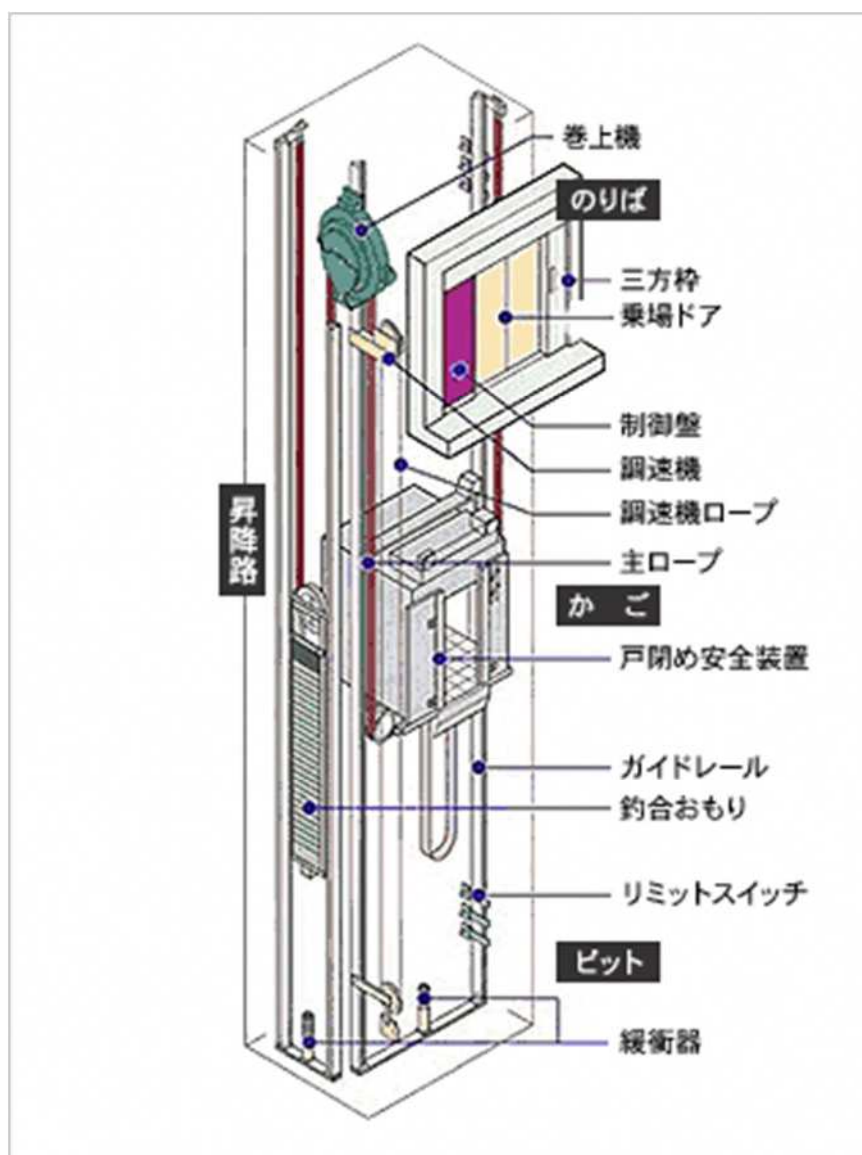 巻上機
のりば
三方枠
乗場ドア
制御盤
調速機
調速機ロープ
昇降路
主ロープ
かご
戸閉め安全装置
ガイドレール
釣合おもり
リミットスイッチ
ピット
緩衝器